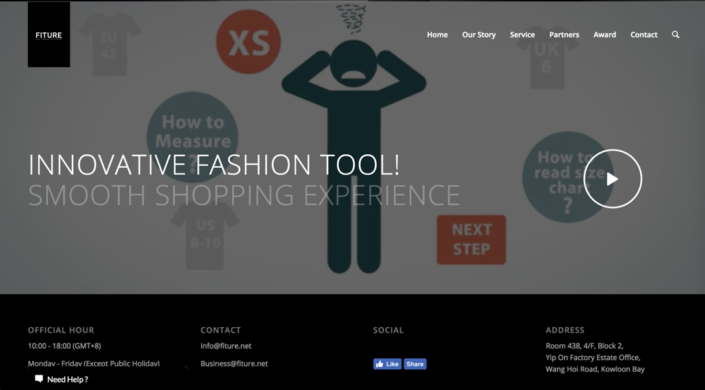 FITURE
Home Our Story Service Partners Award Contact
EU
42
XS
UK
6
How to
Measure
?
INNOVATIVE FASHION TOOL!
SMOOTH SHOPPING EXPERIENCE
How to
read size
chart
?
US
8-10
NEXT
STEP
OFFICIAL HOUR
10:00 - 18:00 (GMT+8)
Monday - Friday (Except Public Holiday)
Need Help ?
CONTACT
info@fiture.net
Business@fiture.net
SOCIAL
Like Share
ADDRESS
Room 438, 4/F, Block 2,
Yip On Factory Estate Office,
Wang Hoi Road, Kowloon Bay